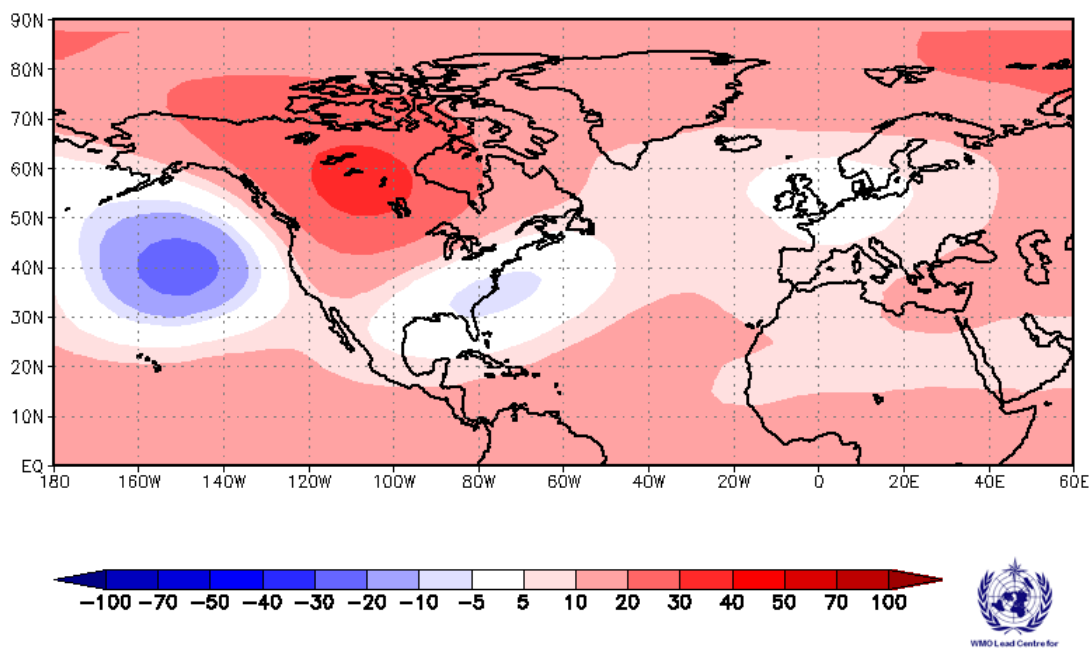 90N
80N
70N
60N
50N
40N
30N
20N
10N
EQ
180 160W 140W 120W 100W 80W 60W 40W 20W 0 20E 40E 60E
−100 −70 −50 −40 −30 −20 −10 −5 5 10 20 30 40 50 70 100
WMO Lead Centre for